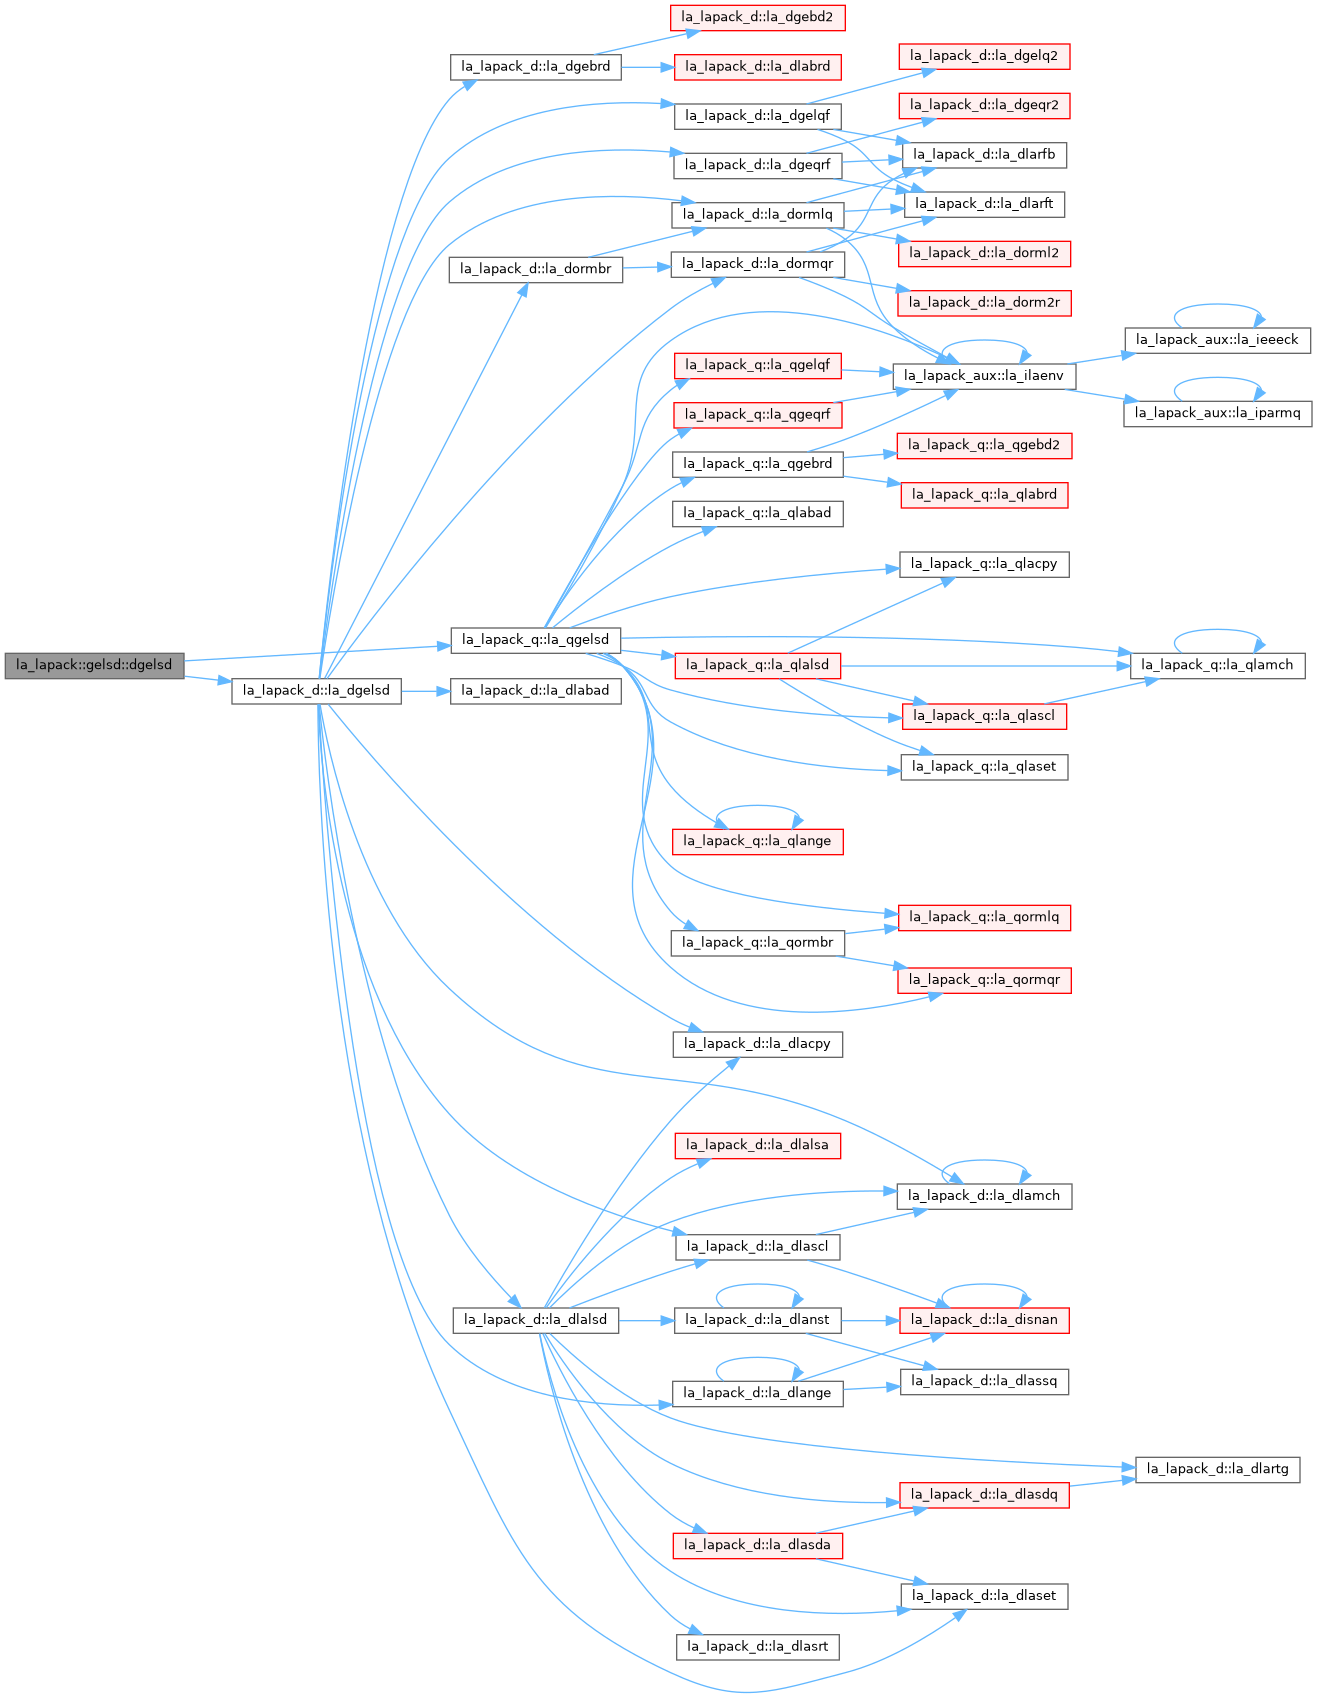 la_lapack_d::la_dgebd2
la_lapack_d::la_dgebrd
la_lapack_d::la_dlabrd
la_lapack_d::la_dgelq2
la_lapack_d::la_dgelqf
la_lapack_d::la_dgeqr2
la_lapack_d::la_dgeqrf
la_lapack_d::la_dlarfb
la_lapack_d::la_dlarft
la_lapack_d::la_dormlq
la_lapack_d::la_dorml2
la_lapack_d::la_dormbr
la_lapack_d::la_dormqr
la_lapack_d::la_dorm2r
la_lapack_aux::la_ieeeck
la_lapack_q::la_qgelqf
la_lapack_aux::la_ilaenv
la_lapack_q::la_qgeqrf
la_lapack_aux::la_iparmq
la_lapack_q::la_qgebrd
la_lapack_q::la_qgebd2
la_lapack_q::la_qlabrd
la_lapack_q::la_qlabad
la_lapack_q::la_qlacpy
la_lapack_q::la_qgelsd
la_lapack::gelsd::dgelsd
la_lapack_q::la_qlalsd
la_lapack_q::la_qlamch
la_lapack_d::la_dgelsd
la_lapack_d::la_dlabad
la_lapack_q::la_qlascl
la_lapack_q::la_qlaset
la_lapack_q::la_qlange
la_lapack_q::la_qormlq
la_lapack_q::la_qormbr
la_lapack_q::la_qormqr
la_lapack_d::la_dlacpy
la_lapack_d::la_dlalsa
la_lapack_d::la_dlamch
la_lapack_d::la_dlascl
la_lapack_d::la_dlalsd
la_lapack_d::la_dlanst
la_lapack_d::la_disnan
la_lapack_d::la_dlange
la_lapack_d::la_dlassq
la_lapack_d::la_dlartg
la_lapack_d::la_dlasdq
la_lapack_d::la_dlasda
la_lapack_d::la_dlaset
la_lapack_d::la_dlasrt